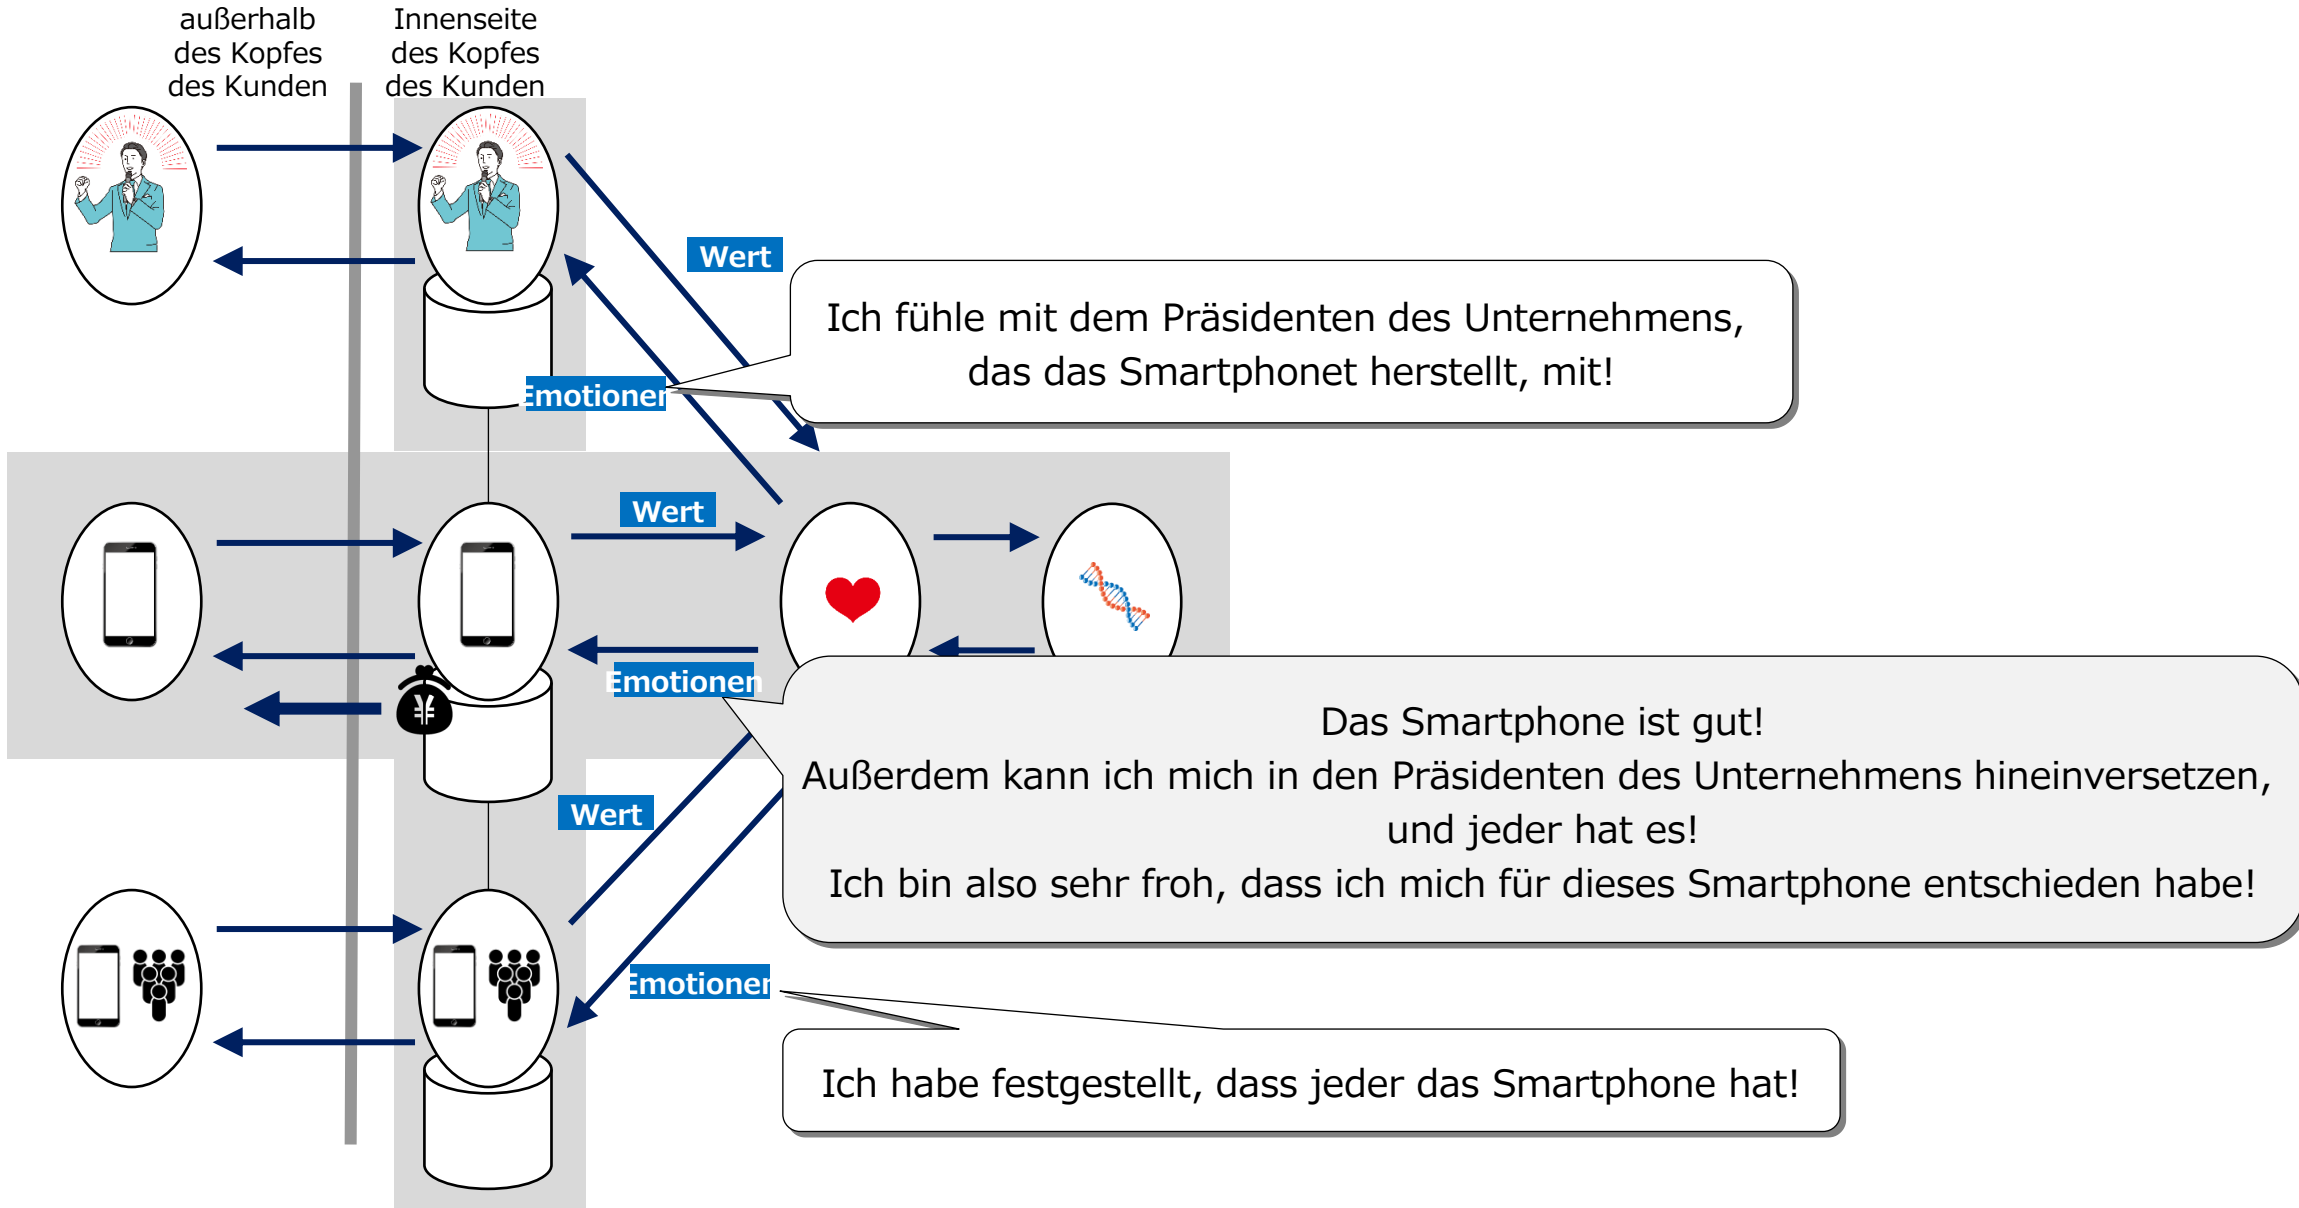 außerhalb
des Kopfes
des Kunden
Innenseite
des Kopfes
des Kunden
Wert
Ich fühle mit dem Präsidenten des Unternehmens,
das das Smartphonet herstellt, mit!
Emotionen
Wert
Emotionen
¥
Das Smartphone ist gut!
Außerdem kann ich mich in den Präsidenten des Unternehmens hineinversetzen,
und jeder hat es!
Ich bin also sehr froh, dass ich mich für dieses Smartphone entschieden habe!
Wert
Emotionen
Ich habe festgestellt, dass jeder das Smartphone hat!